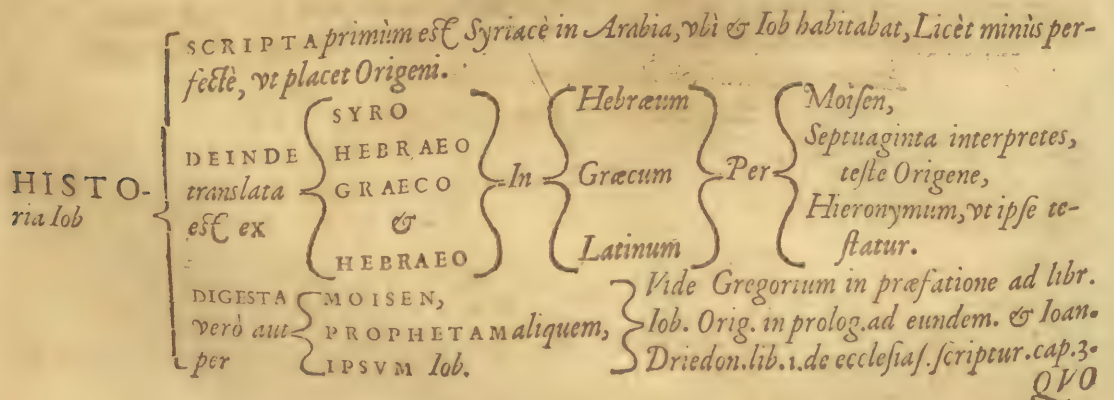 HISTO-
ria Iob
SCRIPTA primùm est Syriacè in Arabia, vbi & Iob habitabat, Licèt minùs per-
fectè, vt placet Origeni.
DEINDE
translata
est ex
SYRO
HEBRAEO
GRAECO
&
HEBRAEO
In
Hebræum
Græcum
Latinum
Per
Moisen,
Septuaginta interpretes,
teste Origene,
Hieronymum, vt ipse te-
statur.
DIGESTA
verò aut
per
MOISEN,
PROPHETAM aliquem,
IPSVM Iob.
Vide Gregorium in præfatione ad libr.
Iob. Orig. in prolog. ad eundem. & Ioan.
Driedon. lib. 1. de ecclesias. scriptur. cap. 3.
QVO